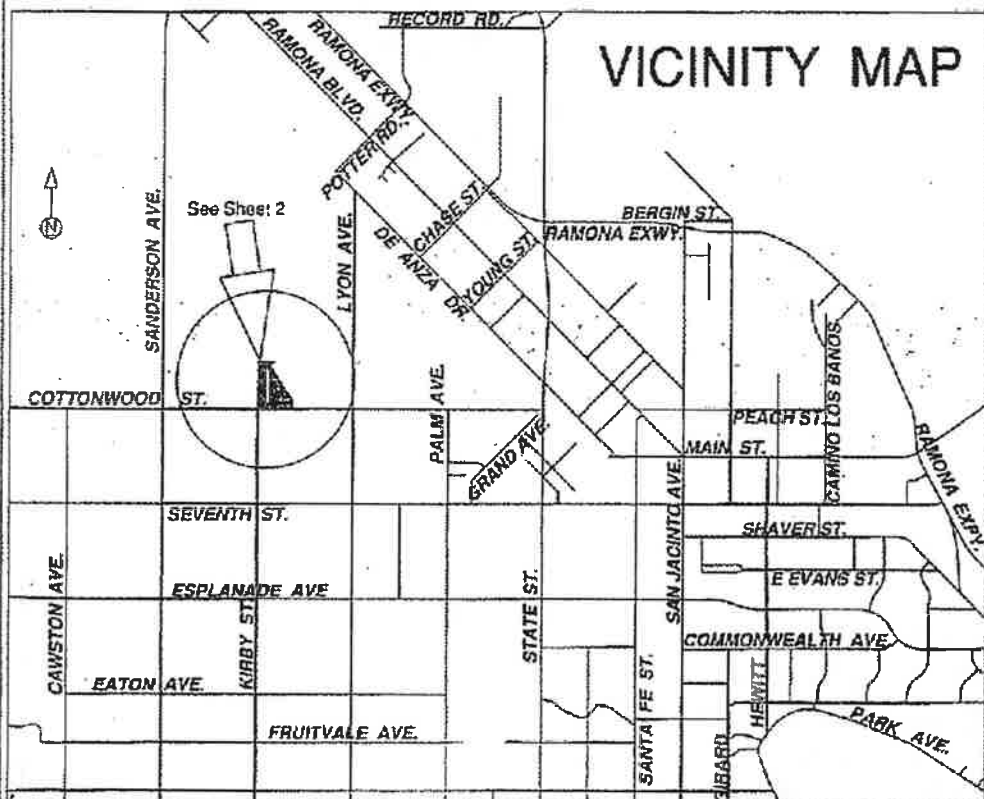 RECORD RD.
VICINITY MAP
RAMONA EXWY.
RAMONA BLVD.
POTTER RD.
SANDERSON AVE.
See Sheet 2
N
LYON AVE.
CHASE ST.
DE ANZA DR.
YOUNG ST.
BERGIN ST.
RAMONA EXWY.
COTTONWOOD ST.
PALM AVE.
GRAND AVE.
PEACH ST.
CAMINO LOS BANOS
MAIN ST.
RAMONA EXPY.
SEVENTH ST.
SAN JACINTO AVE.
SHAVER ST.
E EVANS ST.
CAWSTON AVE.
ESPLANADE AVE
KIRBY ST.
STATE ST.
COMMONWEALTH AVE.
EATON AVE.
SANTA FE ST.
HEWITT
FRUITVALE AVE.
GIRARD
PARK AVE.